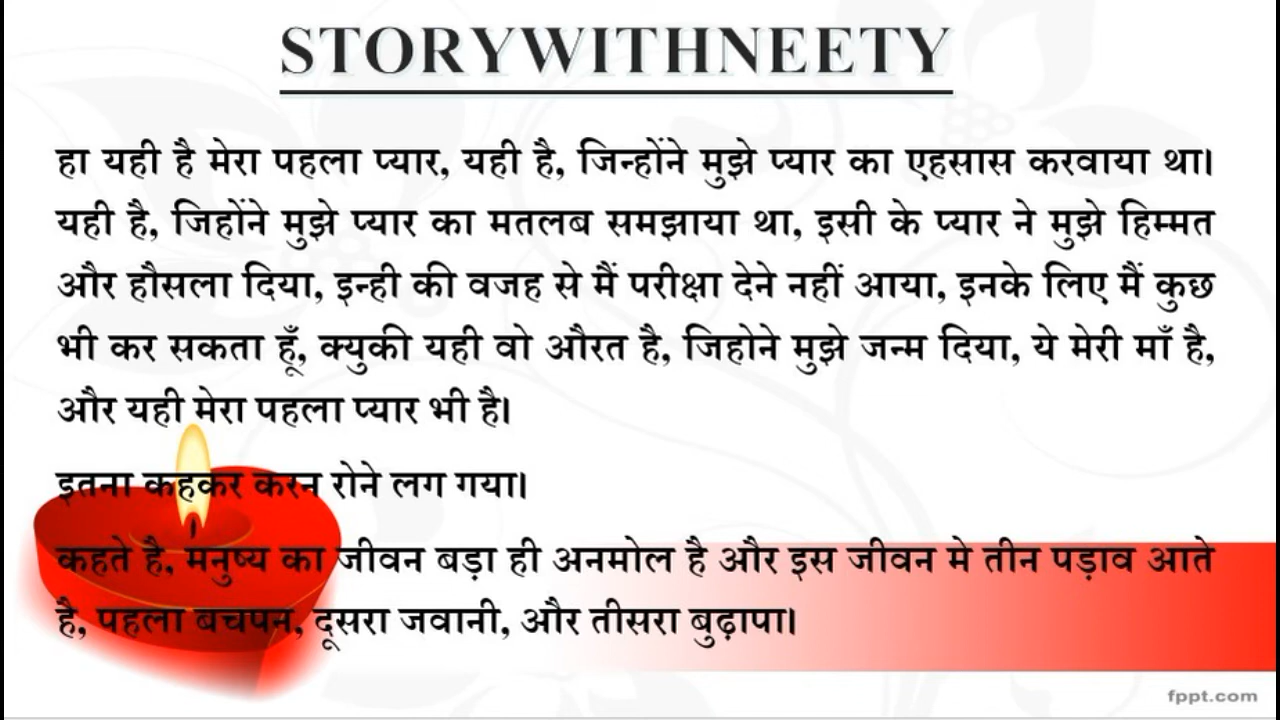 STORYWITHNEETY
हा यही है मेरा पहला प्यार, यही है, जिन्होंने मुझे प्यार का एहसास करवाया था।
यही है, जिहोंने मुझे प्यार का मतलब समझाया था, इसी के प्यार ने मुझे हिम्मत
और हौसला दिया, इन्ही की वजह से मैं परीक्षा देने नहीं आया, इनके लिए मैं कुछ
भी कर सकता हूँ, क्युकी यही वो औरत है, जिहोने मुझे जन्म दिया, ये मेरी माँ है,
और यही मेरा पहला प्यार भी है।
इतना कहकर करन रोने लग गया।
कहते है, मनुष्य का जीवन बड़ा ही अनमोल है और इस जीवन मे तीन पड़ाव आते
है, पहला बचपन, दूसरा जवानी, और तीसरा बुढ़ापा।
fppt.com